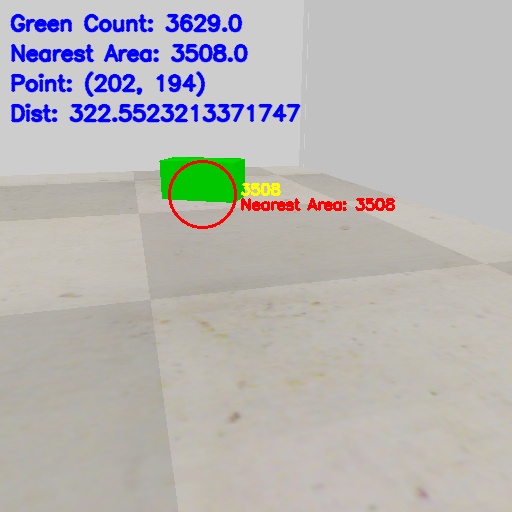 Green Count: 3629.0
Nearest Area: 3508.0
Point: (202, 194)
Dist: 322.5523213371747
3508
Nearest Area: 3508